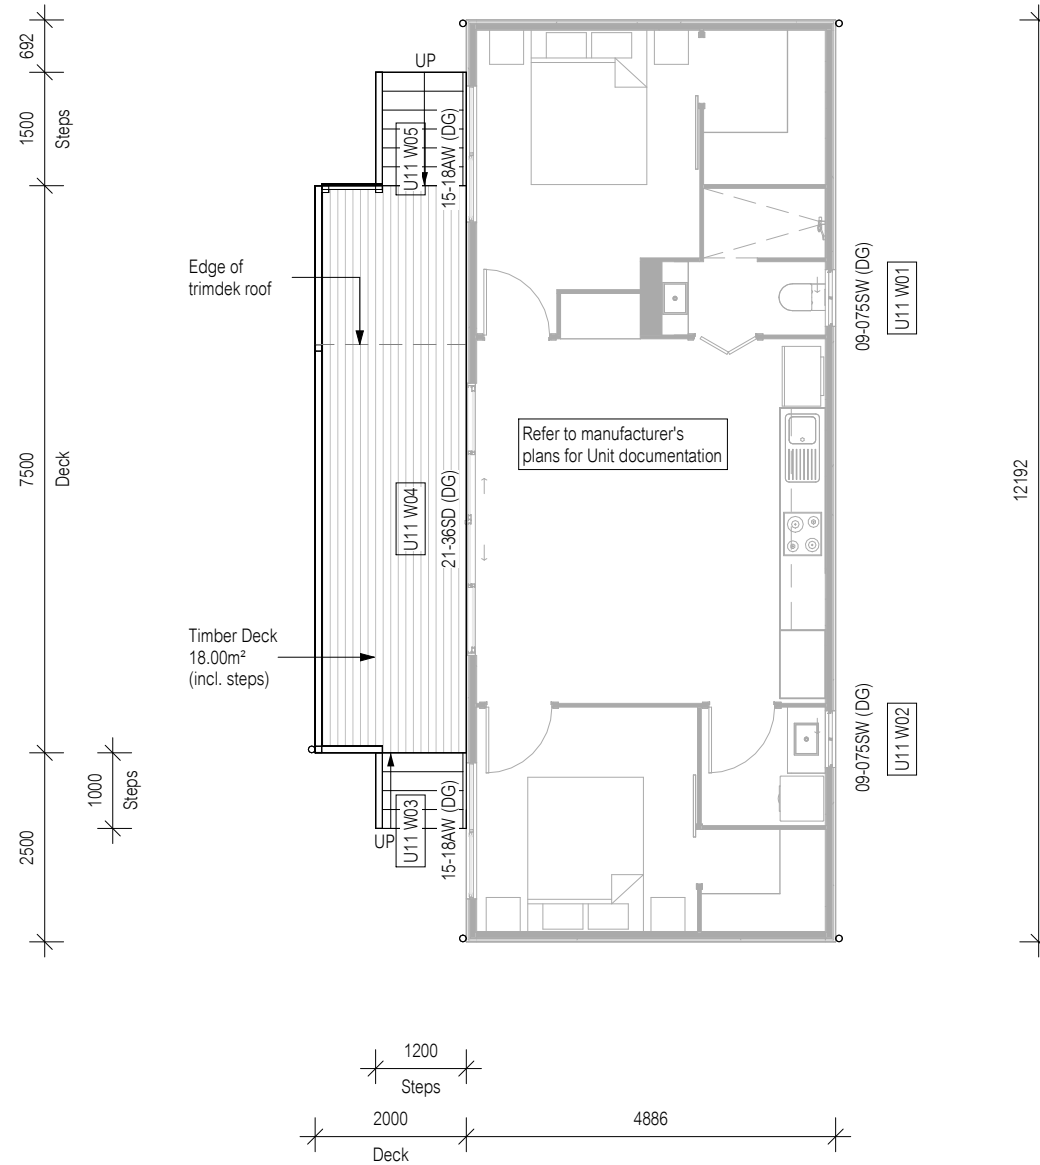 692
UP
1500
Steps
U11 W05
15-18AW (DG)
Edge of
trimdek roof
09-075SW (DG)
U11 W01
Refer to manufacturer's
plans for Unit documentation
7500
Deck
U11 W04
21-36SD (DG)
12192
Timber Deck
18.00m²
(incl. steps)
09-075SW (DG)
U11 W02
1000
Steps
2500
UP
U11 W03
15-18AW (DG)
1200
Steps
2000
Deck
4886